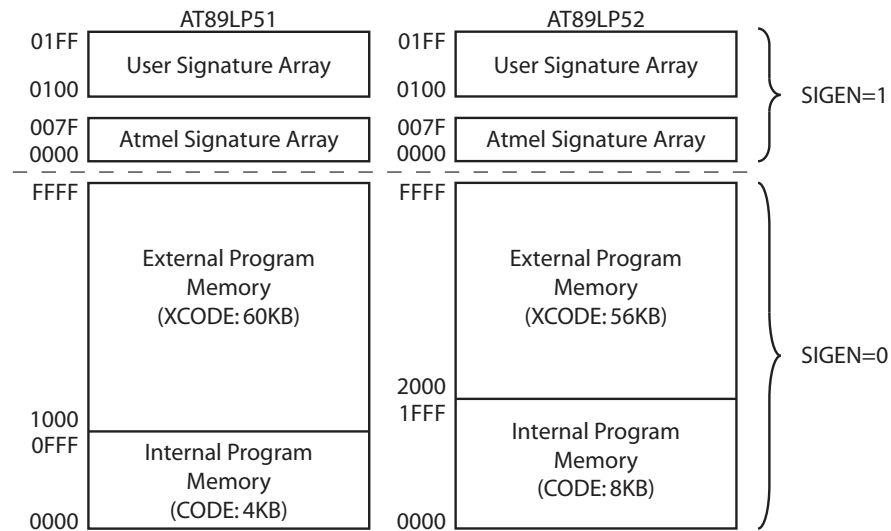 AT89LP51
01FF
User Signature Array
0100
007F
Atmel Signature Array
0000
FFFF
External Program
Memory
(XCODE: 60KB)
1000
0FFF
Internal Program
Memory
(CODE: 4KB)
0000
AT89LP52
01FF
User Signature Array
0100
007F
Atmel Signature Array
0000
FFFF
External Program
Memory
(XCODE: 56KB)
2000
1FFF
Internal Program
Memory
(CODE: 8KB)
0000
SIGEN=1
SIGEN=0